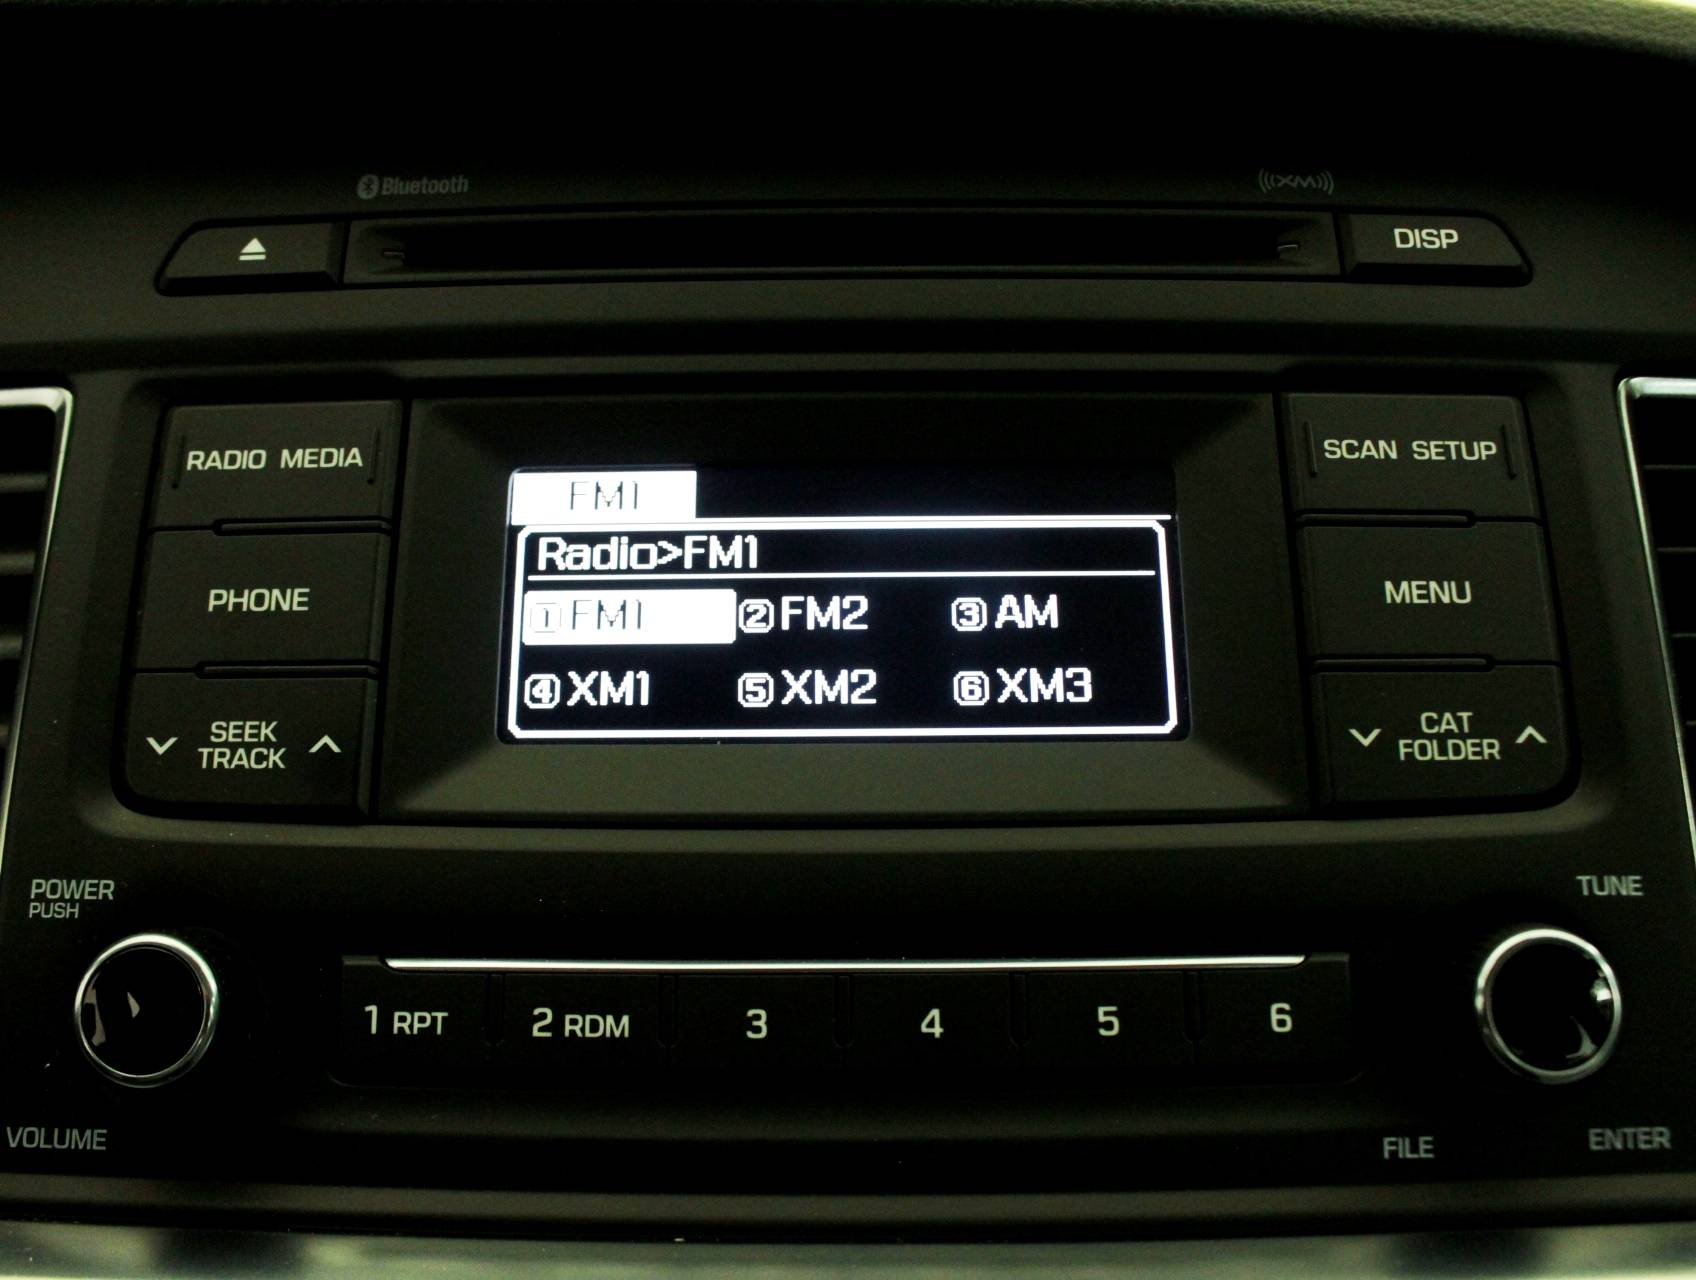 Bluetooth
((XM))
DISP
RADIO MEDIA
SCAN SETUP
FM1
Radio>FM1
1 FM1 2 FM2 3 AM
4 XM1 5 XM2 6 XM3
PHONE
MENU
SEEK
TRACK
CAT
FOLDER
POWER
PUSH
TUNE
1 RPT 2 RDM 3 4 5 6
VOLUME
FILE
ENTER